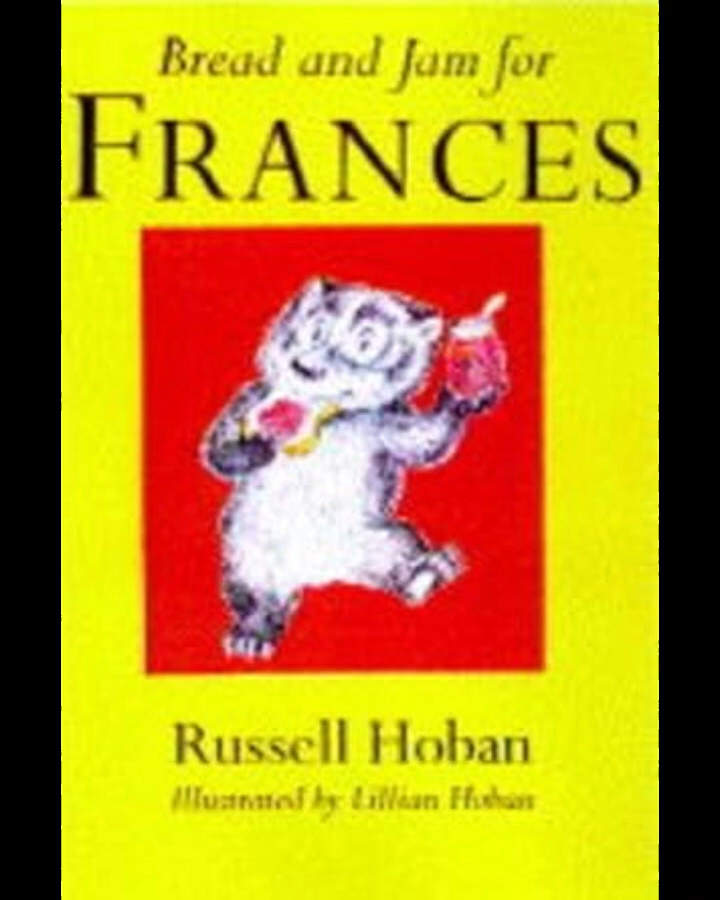 Bread and Jam for
FRANCES
Russell Hoban
Illustrated by Lillian Hoban